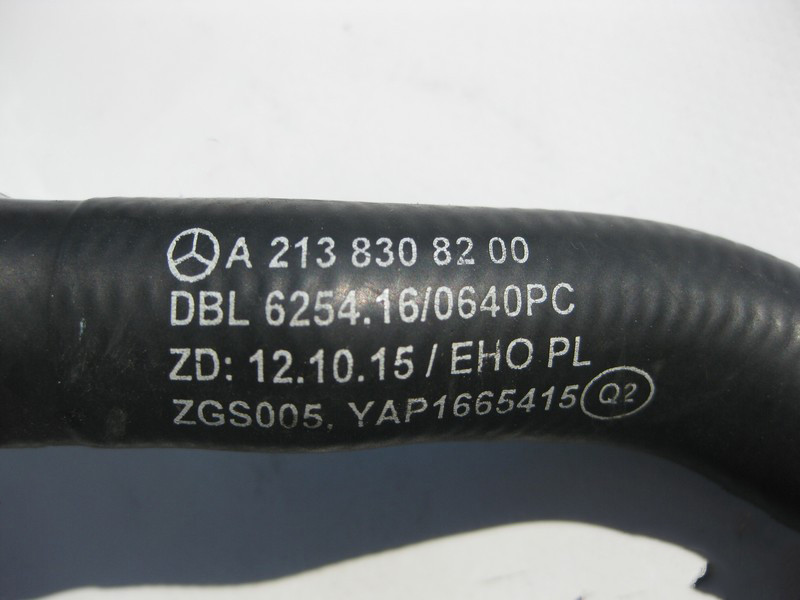 A 213 830 82 00
DBL 6254.16/0640PC
ZD: 12.10.15 / EHO PL
ZGS005, YAP1665415 Q2